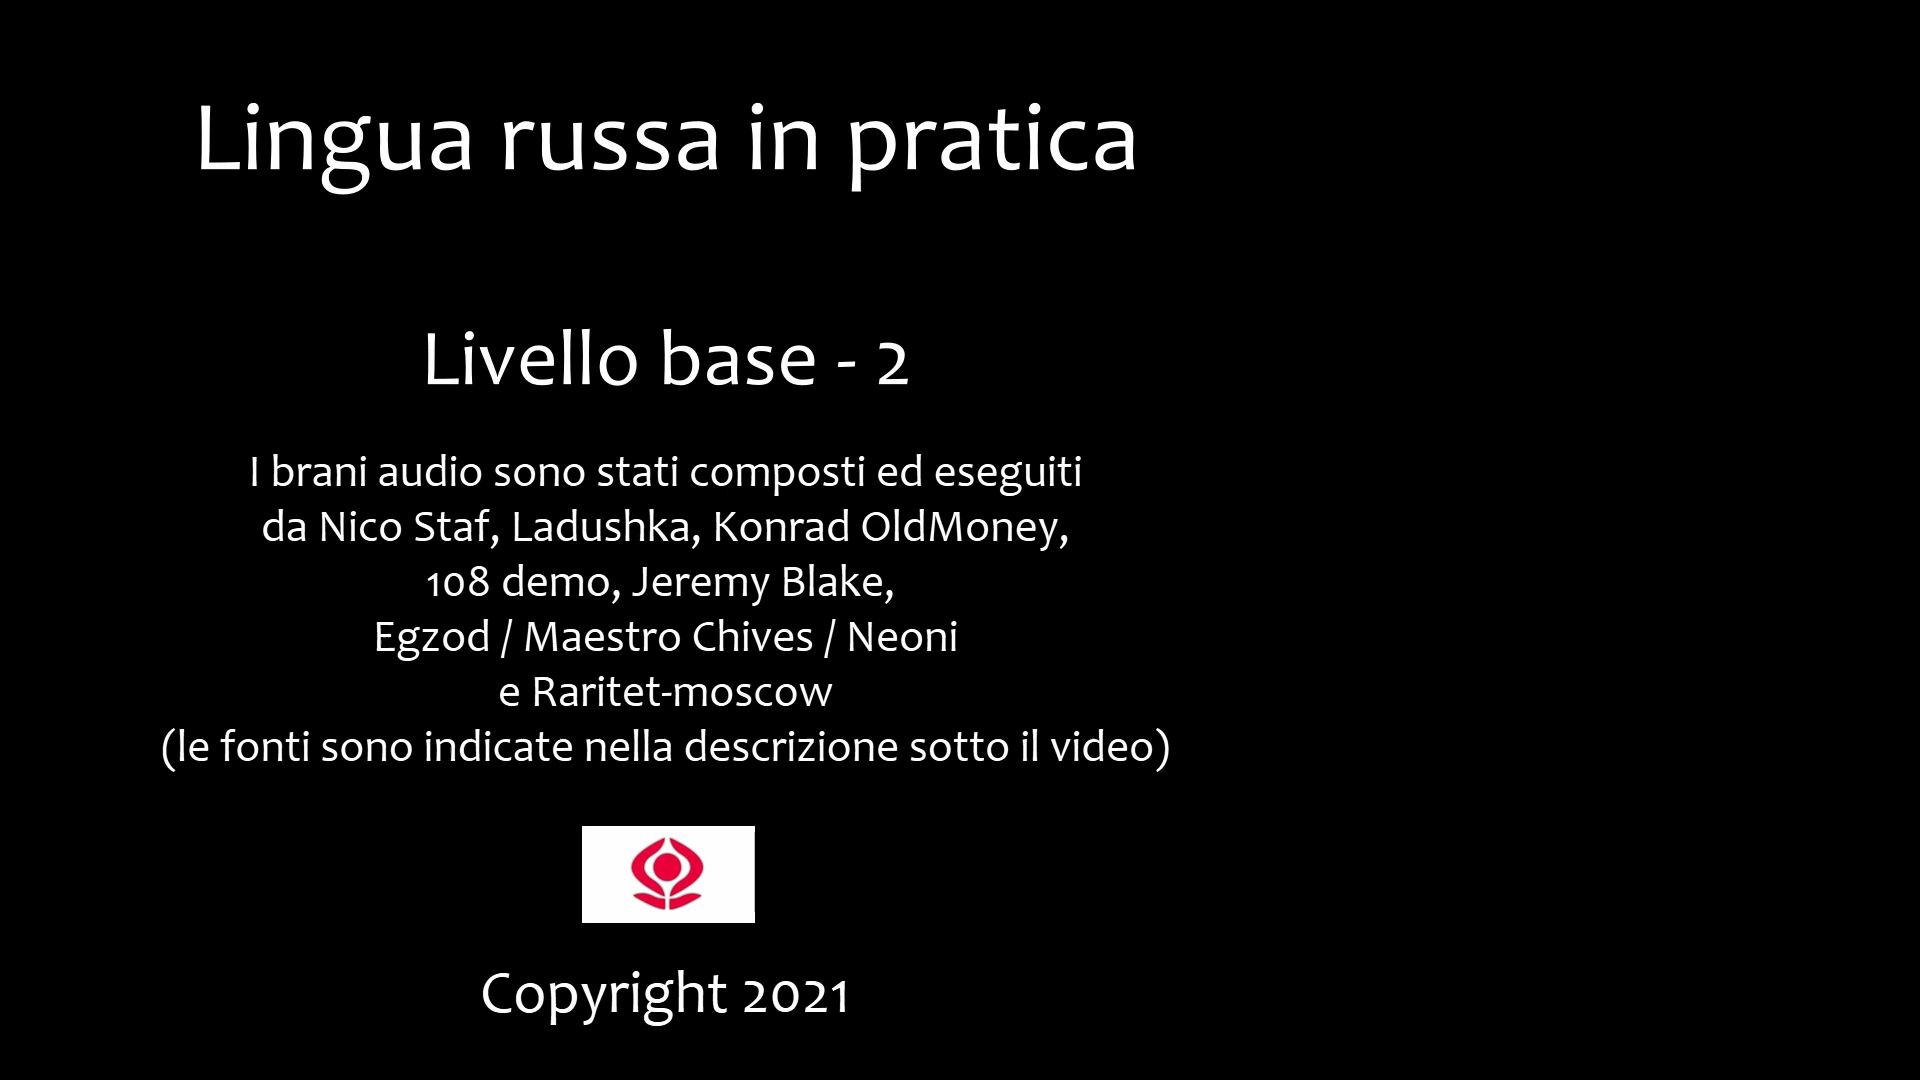 Lingua russa in pratica
Livello base - 2
I brani audio sono stati composti ed eseguiti
da Nico Staf, Ladushka, Konrad OldMoney,
108 demo, Jeremy Blake,
Egzod / Maestro Chives / Neoni
e Raritet-moscow
(le fonti sono indicate nella descrizione sotto il video)
Copyright 2021